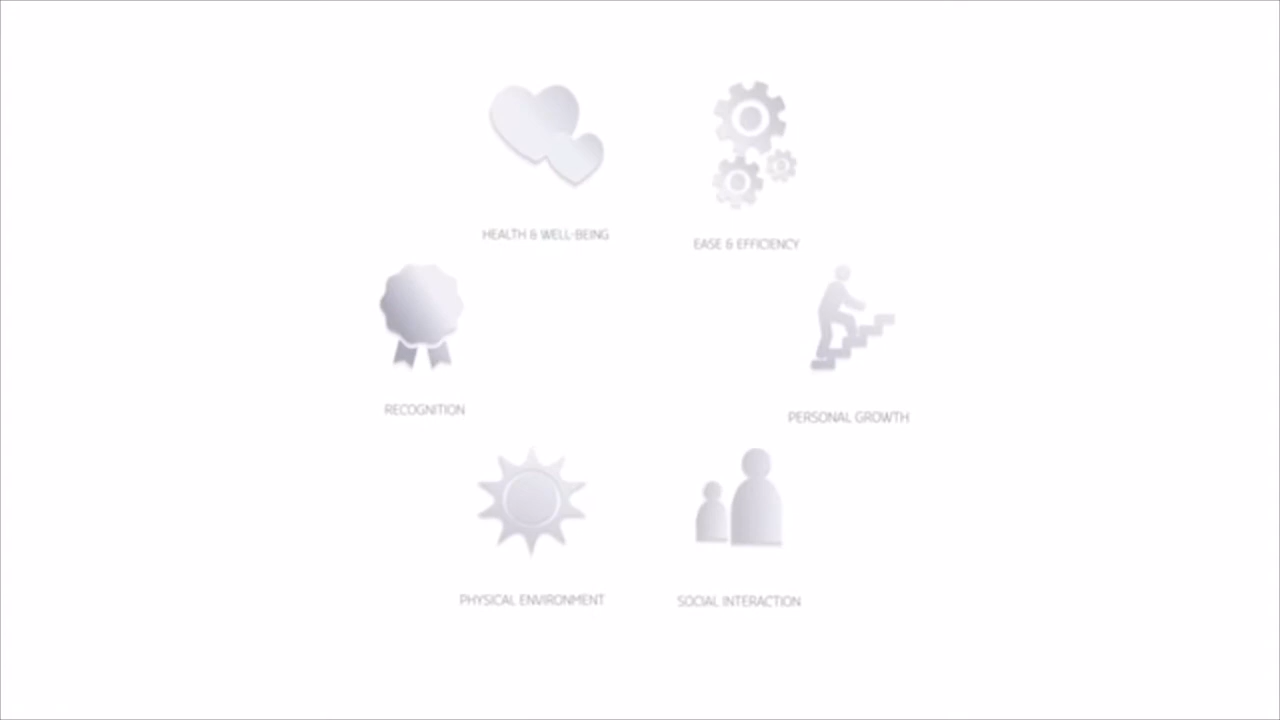 HEALTH & WELL-BEING
EASE & EFFICIENCY
RECOGNITION
PERSONAL GROWTH
PHYSICAL ENVIRONMENT
SOCIAL INTERACTION